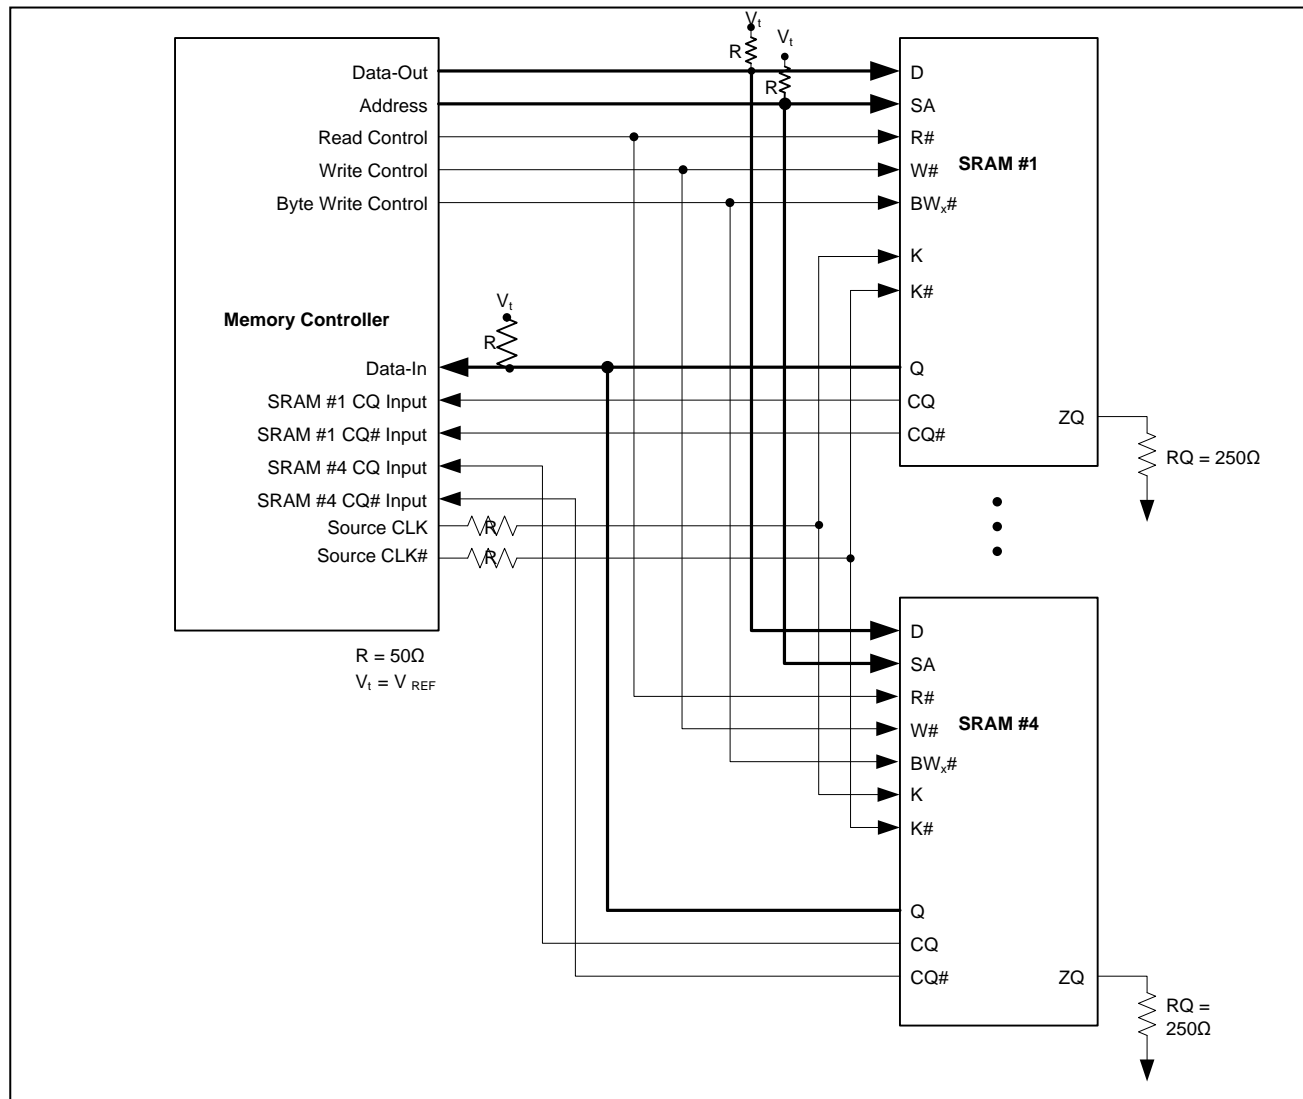 Vt
Vt
R
R
Data-Out
Address
Read Control
Write Control
Byte Write Control
Memory Controller
Vt
R
Data-In
SRAM #1 CQ Input
SRAM #1 CQ# Input
SRAM #4 CQ Input
SRAM #4 CQ# Input
Source CLK
R
Source CLK#
R
R = 50Ω
Vt = V REF
D
SA
R#
W#
BWx#
K
K#
SRAM #1
Q
CQ
CQ#
ZQ
RQ = 250Ω
D
SA
R#
W#
BWx#
K
K#
SRAM #4
Q
CQ
CQ#
ZQ
RQ =
250Ω